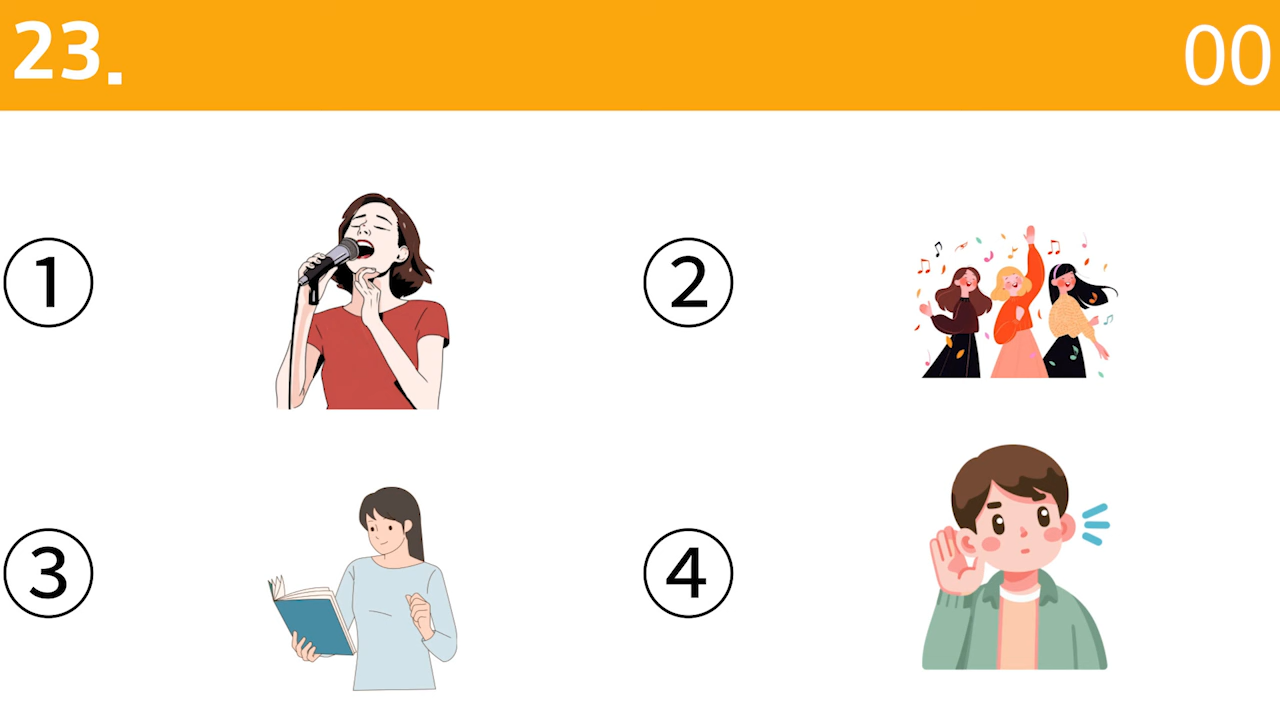 23. 00
① ②
③ ④